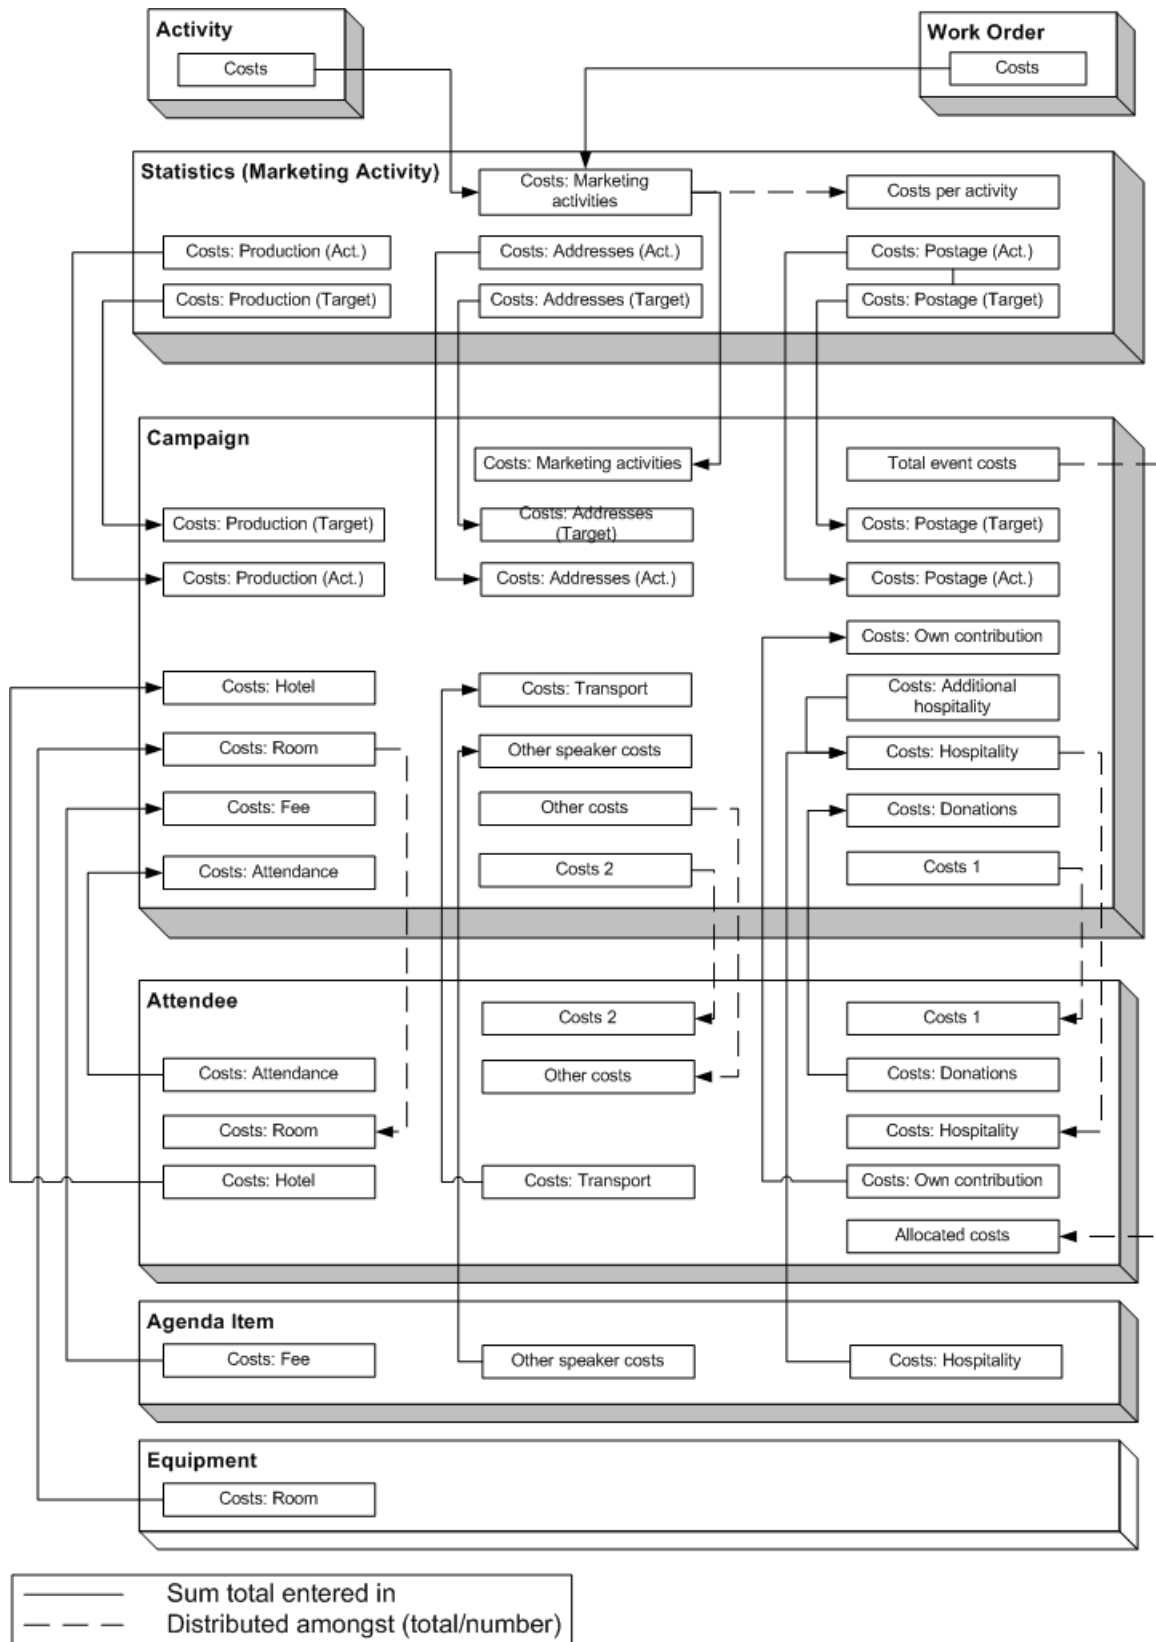 Activity
Costs
Work Order
Costs
Statistics (Marketing Activity)
Costs: Marketing
activities
Costs per activity
Costs: Production (Act.)
Costs: Addresses (Act.)
Costs: Postage (Act.)
Costs: Production (Target)
Costs: Addresses (Target)
Costs: Postage (Target)
Campaign
Costs: Marketing activities
Total event costs
Costs: Production (Target)
Costs: Addresses
(Target)
Costs: Postage (Target)
Costs: Production (Act.)
Costs: Addresses (Act.)
Costs: Postage (Act.)
Costs: Own contribution
Costs: Hotel
Costs: Transport
Costs: Additional
hospitality
Costs: Room
Other speaker costs
Costs: Hospitality
Costs: Fee
Other costs
Costs: Donations
Costs: Attendance
Costs 2
Costs 1
Attendee
Costs 2
Costs 1
Costs: Attendance
Other costs
Costs: Donations
Costs: Room
Costs: Hospitality
Costs: Hotel
Costs: Transport
Costs: Own contribution
Allocated costs
Agenda Item
Costs: Fee
Other speaker costs
Costs: Hospitality
Equipment
Costs: Room
Sum total entered in
Distributed amongst (total/number)